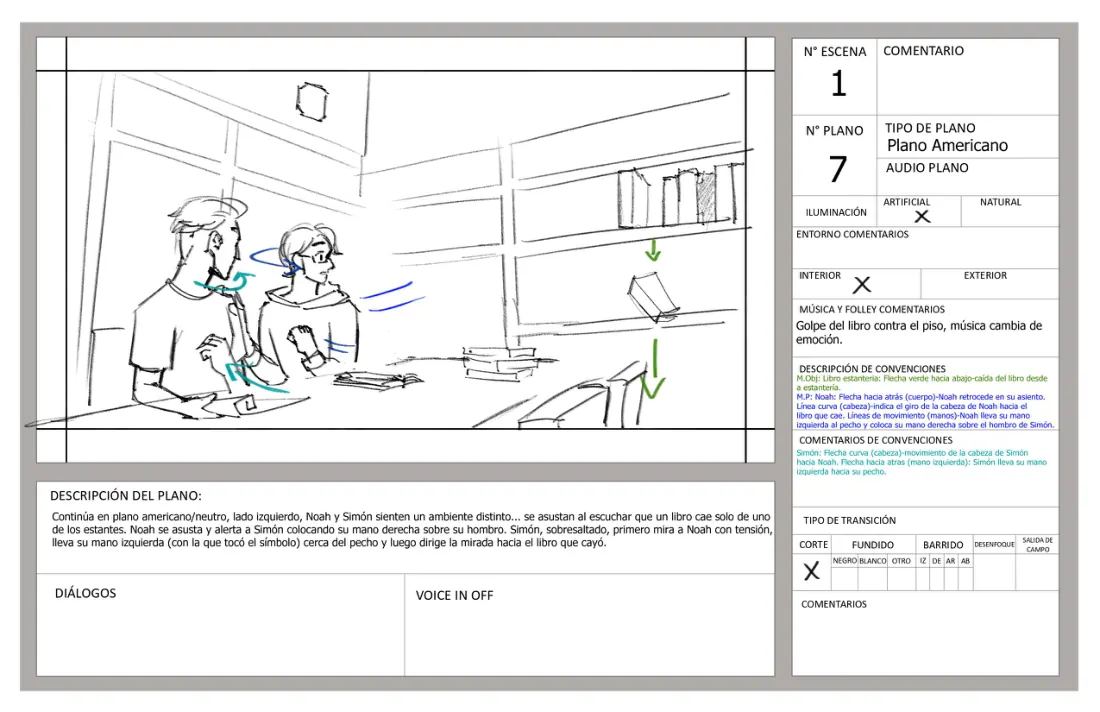 N° ESCENA
1
COMENTARIO
N° PLANO
7
TIPO DE PLANO
Plano Americano
AUDIO PLANO
ILUMINACIÓN
ARTIFICIAL
X
NATURAL
ENTORNO COMENTARIOS
INTERIOR
X
EXTERIOR
MÚSICA Y FOLLEY COMENTARIOS
Golpe del libro contra el piso, música cambia de
emoción.
DESCRIPCIÓN DE CONVENCIONES
M.Obj: Libro estanteria: Flecha verde hacia abajo-caída del libro desde
a estantería.
M.P: Noah: Flecha hacia atrás (cuerpo)-Noah retrocede en su asiento.
Línea curva (cabeza)-indica el giro de la cabeza de Noah hacia el
libro que cae. Líneas de movimiento (manos)-Noah lleva su mano
izquierda al pecho y coloca su mano derecha sobre el hombro de Simón.
COMENTARIOS DE CONVENCIONES
Simón: Flecha curva (cabeza)-movimiento de la cabeza de Simón
hacia Noah. Flecha hacia atras (mano izquierda): Simón lleva su mano
izquierda hacia su pecho.
TIPO DE TRANSICIÓN
CORTE
FUNDIDO
BARRIDO
DESENFOQUE
SALIDA DE
CAMPO
X
NEGRO
BLANCO
OTRO
IZ
DE
AR
AB
COMENTARIOS
DESCRIPCIÓN DEL PLANO:
Continúa en plano americano/neutro, lado izquierdo, Noah y Simón sienten un ambiente distinto... se asustan al escuchar que un libro cae solo de uno
de los estantes. Noah se asusta y alerta a Simón colocando su mano derecha sobre su hombro. Simón, sobresaltado, primero mira a Noah con tensión,
lleva su mano izquierda (con la que tocó el símbolo) cerca del pecho y luego dirige la mirada hacia el libro que cayó.
DIÁLOGOS
VOICE IN OFF